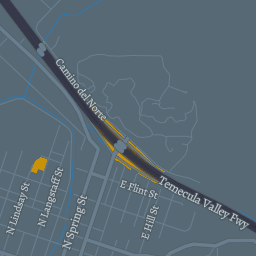 Camino del Norte
Temecula Valley Fwy
E Flint St
N Lindsay St
N Langstaff St
N Spring St
E Hill St